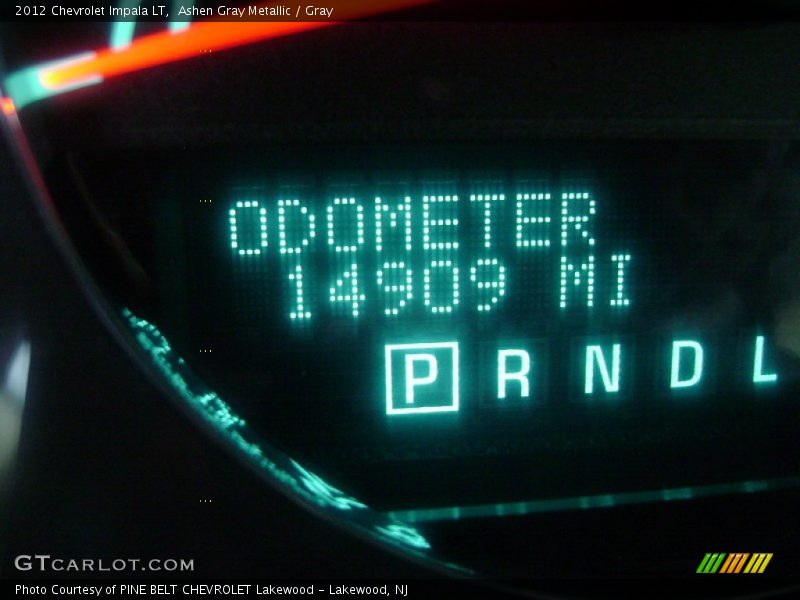 2012 Chevrolet Impala LT, Ashen Gray Metallic / Gray
ODOMETER
14909 MI
P R N D L
GTCARLOT.COM
Photo Courtesy of PINE BELT CHEVROLET Lakewood - Lakewood, NJ